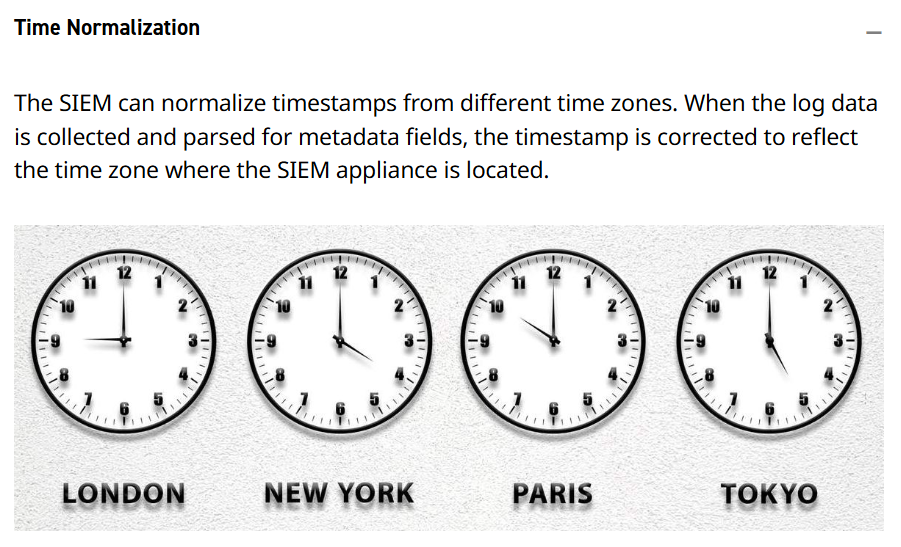 Time Normalization
The SIEM can normalize timestamps from different time zones. When the log data
is collected and parsed for metadata fields, the timestamp is corrected to reflect
the time zone where the SIEM appliance is located.
12 1 2 3 4 5 6 7 8 9 10 11
12 1 2 3 4 5 6 7 8 9 10 11
12 1 2 3 4 5 6 7 8 9 10 11
12 1 2 3 4 5 6 7 8 9 10 11
LONDON
NEW YORK
PARIS
TOKYO